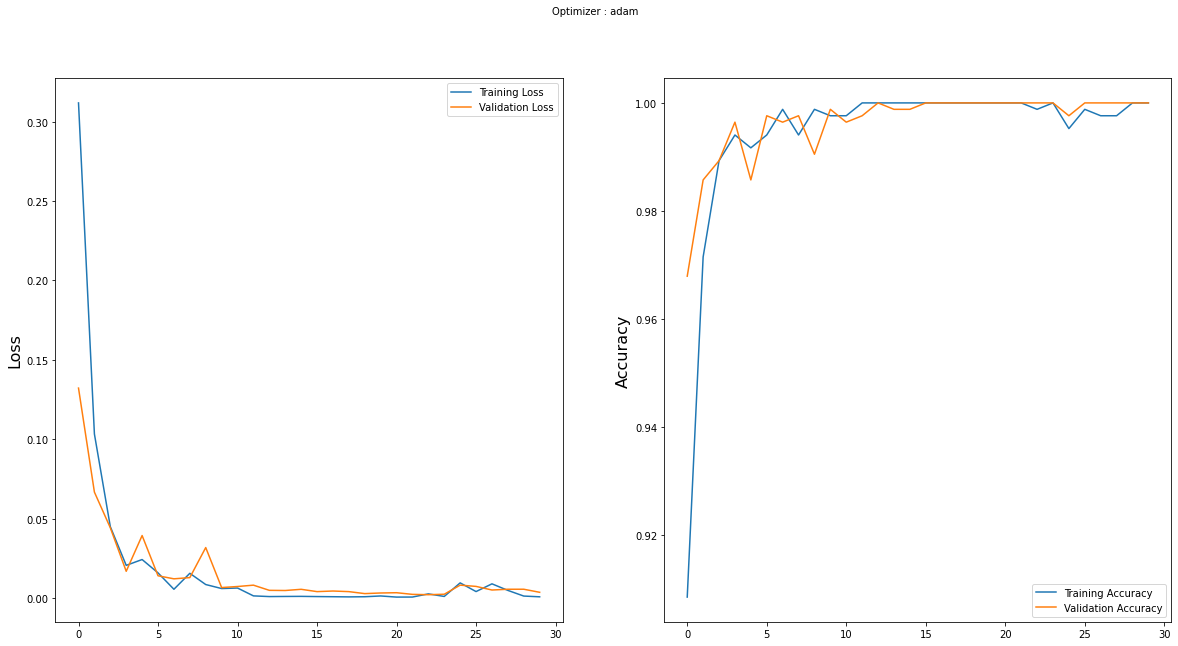 Optimizer : adam
Loss
0.30
0.25
0.20
0.15
0.10
0.05
0.00
0 5 10 15 20 25 30
Training Loss
Validation Loss
Accuracy
1.00
0.98
0.96
0.94
0.92
0 5 10 15 20 25 30
Training Accuracy
Validation Accuracy